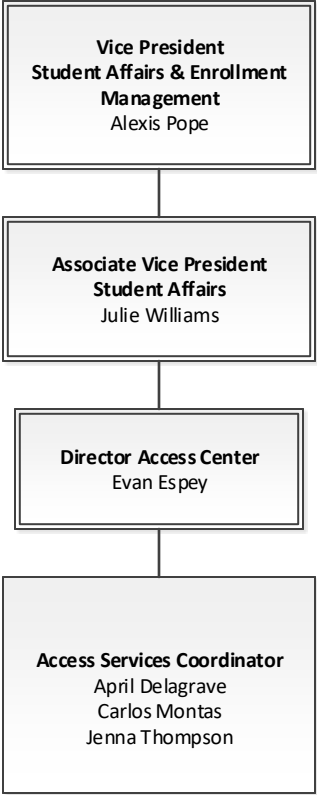 Vice President
Student Affairs & Enrollment
Management
Alexis Pope
Associate Vice President
Student Affairs
Julie Williams
Director Access Center
Evan Espey
Access Services Coordinator
April Delagrave
Carlos Montas
Jenna Thompson